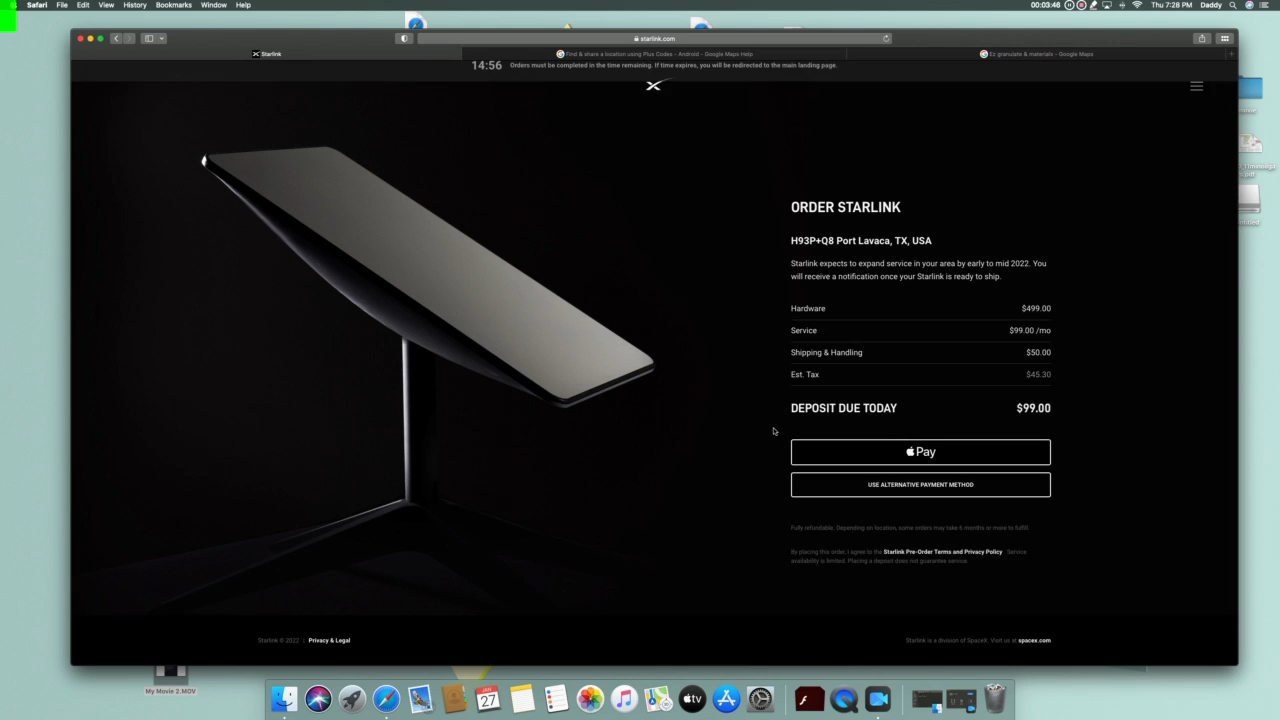 Safari File Edit View History Bookmarks Window Help 00:03:46 Thu 7:28 PM Daddy
starlink.com
Starlink
Find & share a location using Plus Codes - Android - Google Maps Help
Ez granulate & materials - Google Maps
14:56 Orders must be completed in the time remaining. If time expires, you will be redirected to the main landing page.
ORDER STARLINK
H93P+Q8 Port Lavaca, TX, USA
Starlink expects to expand service in your area by early to mid 2022. You
will receive a notification once your Starlink is ready to ship.
Hardware $499.00
Service $99.00 /mo
Shipping & Handling $50.00
Est. Tax $45.30
DEPOSIT DUE TODAY $99.00
Pay
USE ALTERNATIVE PAYMENT METHOD
Fully refundable. Depending on location, some orders may take 6 months or more to fulfill.
By placing this order, I agree to the Starlink Pre-Order Terms and Privacy Policy . Service
availability is limited. Placing a deposit does not guarantee service.
Starlink © 2022 | Privacy & Legal
Starlink is a division of SpaceX. Visit us at spacex.com
My Movie 2.MOV
JAN
27
tv